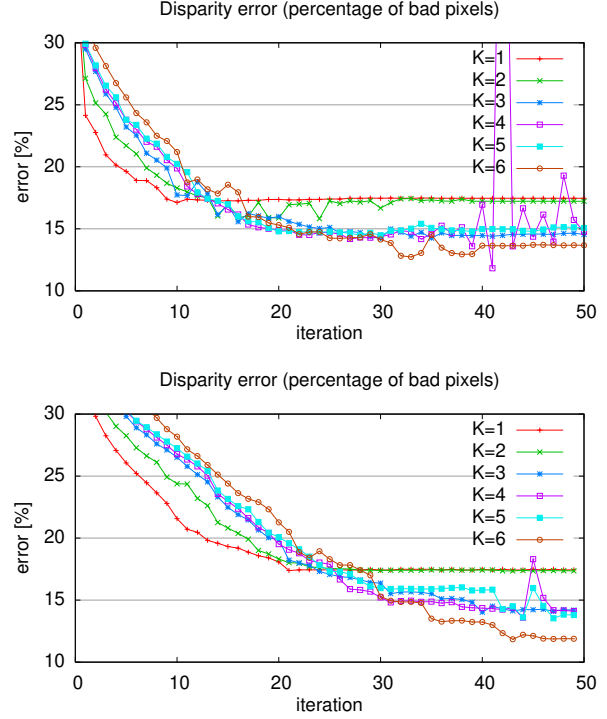 Disparity error (percentage of bad pixels)
30
25
20
15
10
error [%]
K=1
K=2
K=3
K=4
K=5
K=6
0 10 20 30 40 50
iteration
Disparity error (percentage of bad pixels)
30
25
20
15
10
error [%]
K=1
K=2
K=3
K=4
K=5
K=6
0 10 20 30 40 50
iteration